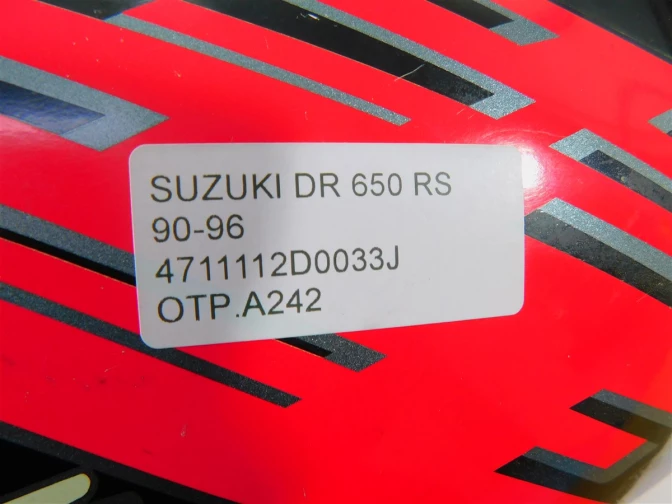 SUZUKI DR 650 RS
90-96
4711112D0033J
OTP.A242